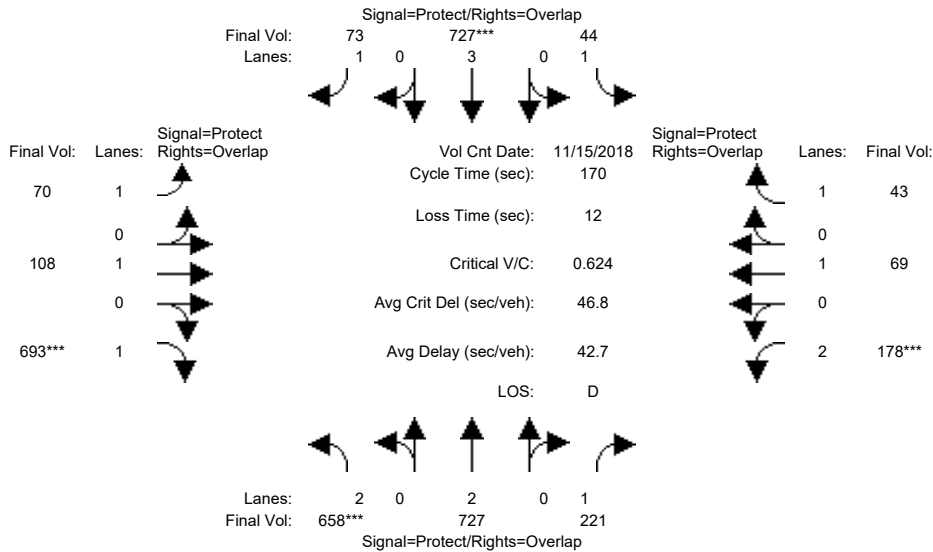 Signal=Protect/Rights=Overlap
Final Vol: 73 727*** 44
Lanes: 1 0 3 0 1
Signal=Protect Signal=Protect
Final Vol: Lanes: Rights=Overlap Vol Cnt Date: 11/15/2018 Rights=Overlap Lanes: Final Vol:
Cycle Time (sec): 170
70 1 1 43
Loss Time (sec): 12
0 0
108 1 Critical V/C: 0.624 1 69
0 Avg Crit Del (sec/veh): 46.8 0
693*** 1 Avg Delay (sec/veh): 42.7 2 178***
LOS: D
Lanes: 2 0 2 0 1
Final Vol: 658*** 727 221
Signal=Protect/Rights=Overlap